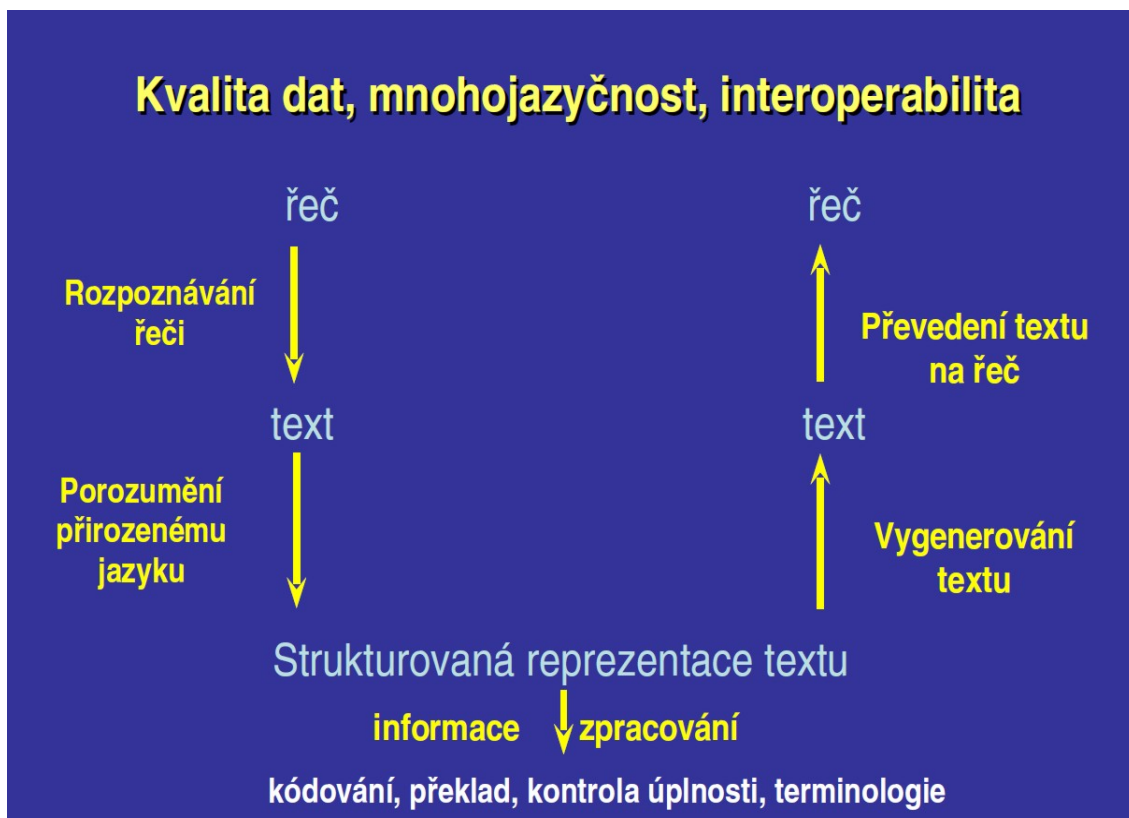 Kvalita dat, mnohojazyčnost, interoperabilita
řeč
řeč
Rozpoznávání
řeči
Převedení textu
na řeč
text
text
Porozumění
přirozenému
jazyku
Vygenerování
textu
Strukturovaná reprezentace textu
informace zpracování
kódování, překlad, kontrola úplnosti, terminologie